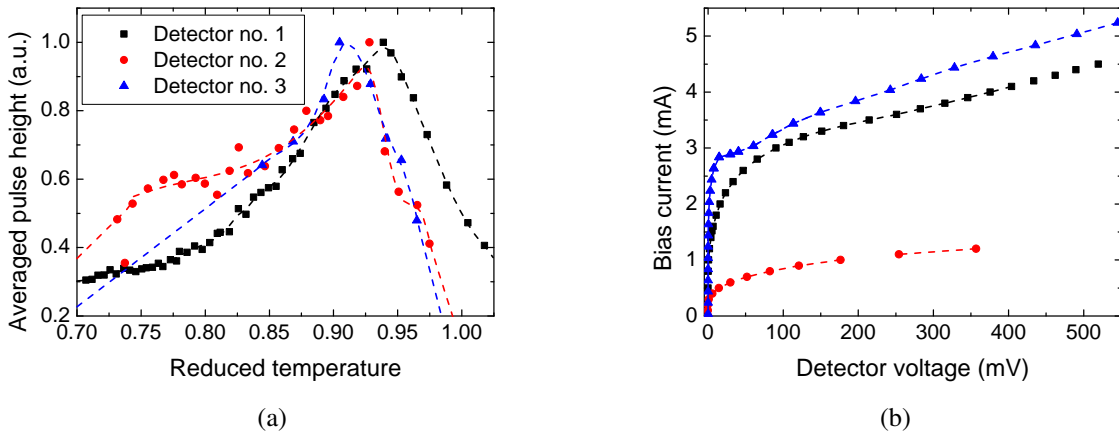 Averaged pulse height (a.u.)
1.0
0.8
0.6
0.4
0.2
Detector no. 1
Detector no. 2
Detector no. 3
0.70 0.75 0.80 0.85 0.90 0.95 1.00
Reduced temperature
(a)
Bias current (mA)
5
4
3
2
1
0
0 100 200 300 400 500
Detector voltage (mV)
(b)